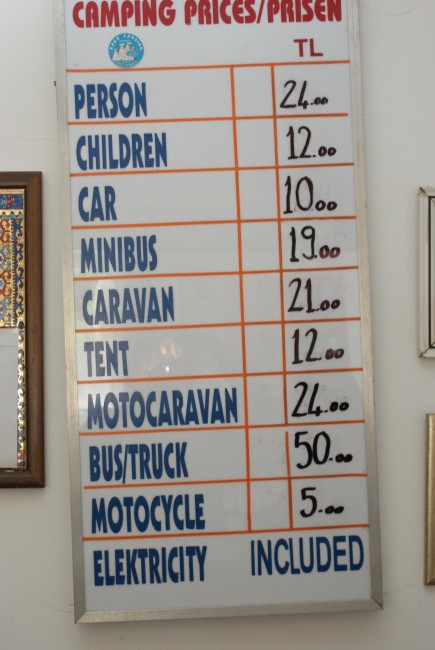 CAMPING PRICES/PRISEN
TL
PERSON 24.00
CHILDREN 12.00
CAR 10.00
MINIBUS 19.00
CARAVAN 21.00
TENT 12.00
MOTOCARAVAN 24.00
BUS/TRUCK 50.00
MOTOCYCLE 5.00
ELEKTRICITY INCLUDED